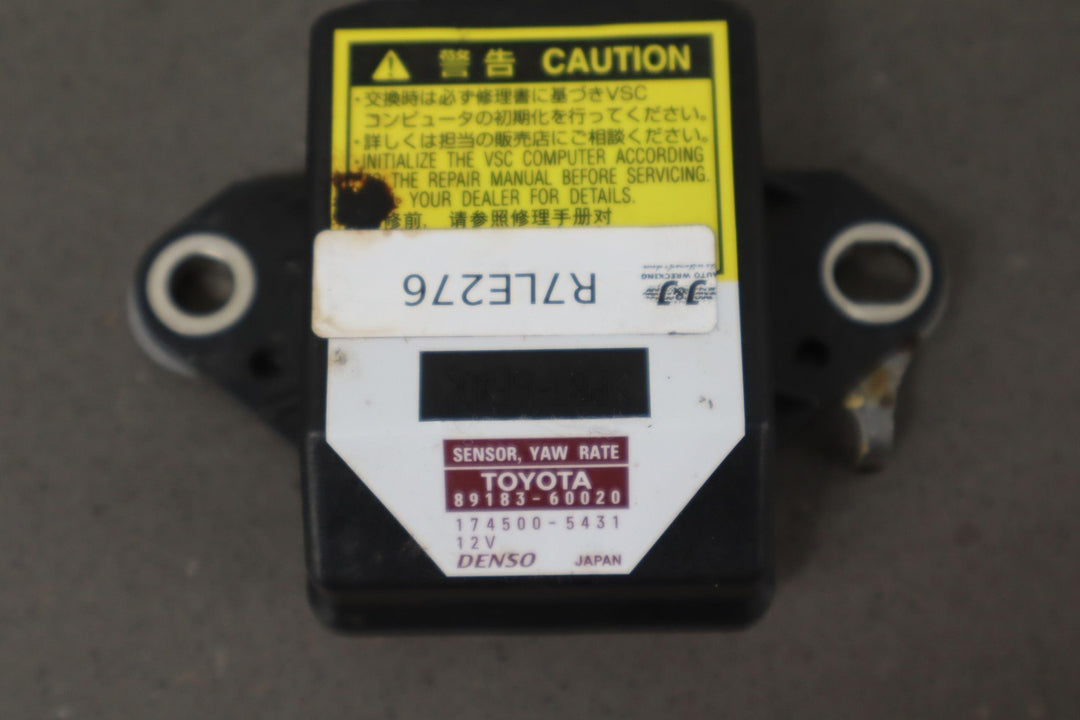 警告 CAUTION
・交換時は必ず修理書に基づきVSC
コンピュータの初期化を行ってください。
・詳しくは担当の販売店にご相談ください。
・INITIALIZE THE VSC COMPUTER ACCORDING
THE REPAIR MANUAL BEFORE SERVICING.
YOUR DEALER FOR DETAILS.
修前, 请参照修理手册对
R7LE276
J&J
AUTO WRECKING
SENSOR, YAW RATE
TOYOTA
89183-60020
174500-5431
12V
DENSO JAPAN